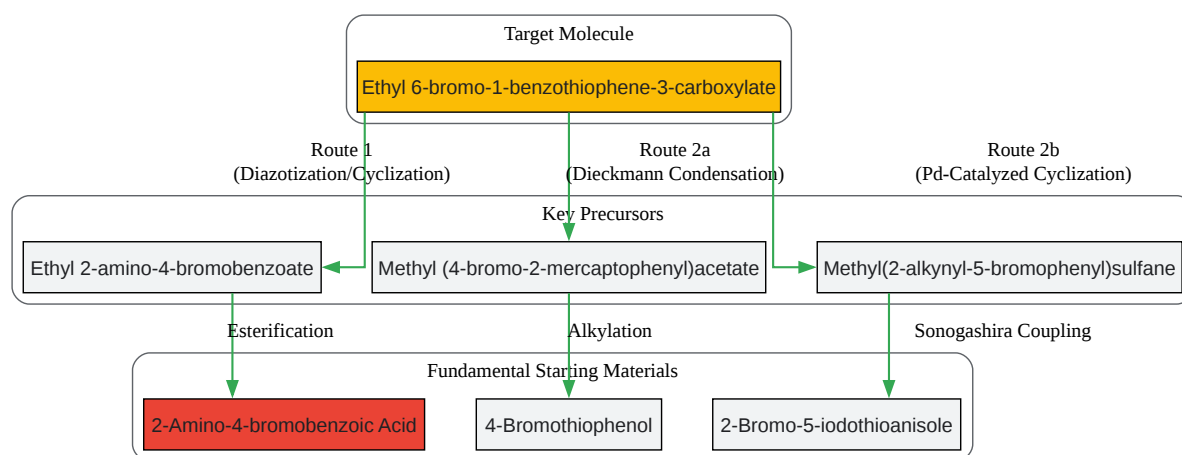 Target Molecule
Ethyl 6-bromo-1-benzothiophene-3-carboxylate
Route 1
(Diazotization/Cyclization)
Route 2a
(Dieckmann Condensation)
Route 2b
(Pd-Catalyzed Cyclization)
Key Precursors
Ethyl 2-amino-4-bromobenzoate
Methyl (4-bromo-2-mercaptophenyl)acetate
Methyl(2-alkynyl-5-bromophenyl)sulfane
Esterification
Alkylation
Sonogashira Coupling
Fundamental Starting Materials
2-Amino-4-bromobenzoic Acid
4-Bromothiophenol
2-Bromo-5-iodothioanisole